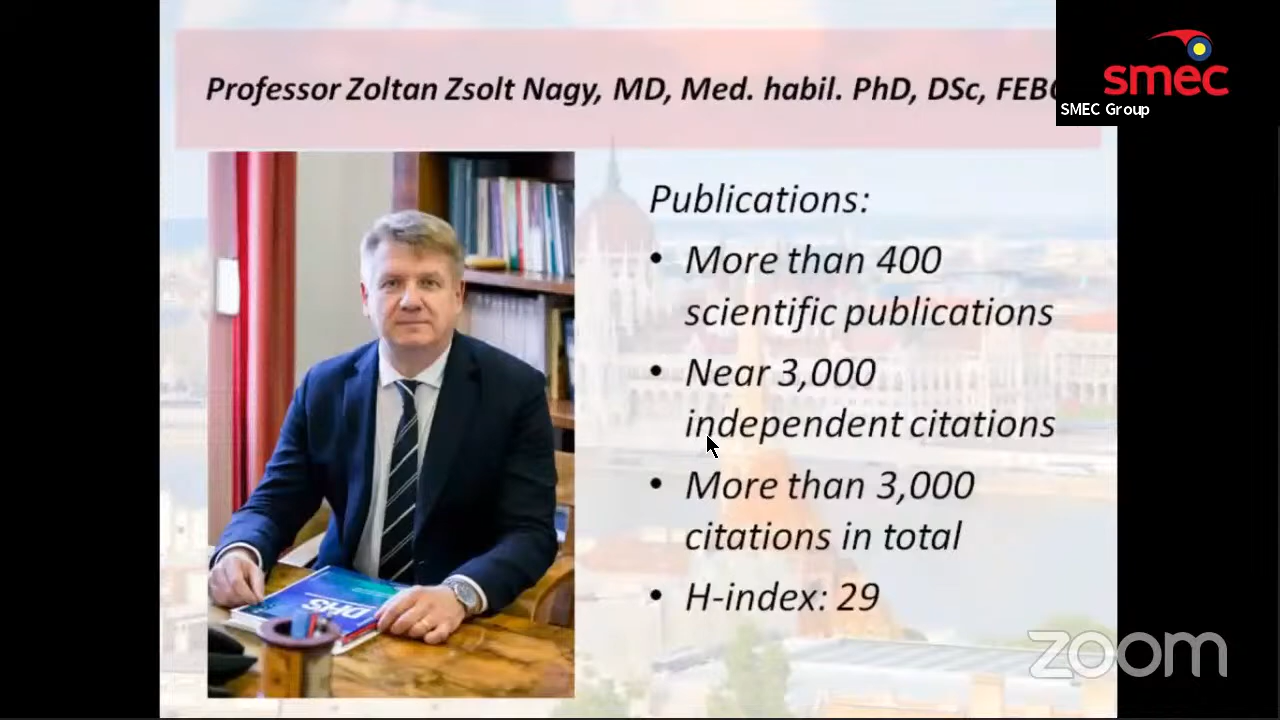 Professor Zoltan Zsolt Nagy, MD, Med. habil. PhD, DSc,
smec
SMEC Group
Publications:
• More than 400
scientific publications
• Near 3,000
independent citations
• More than 3,000
citations in total
• H-index: 29
zoom